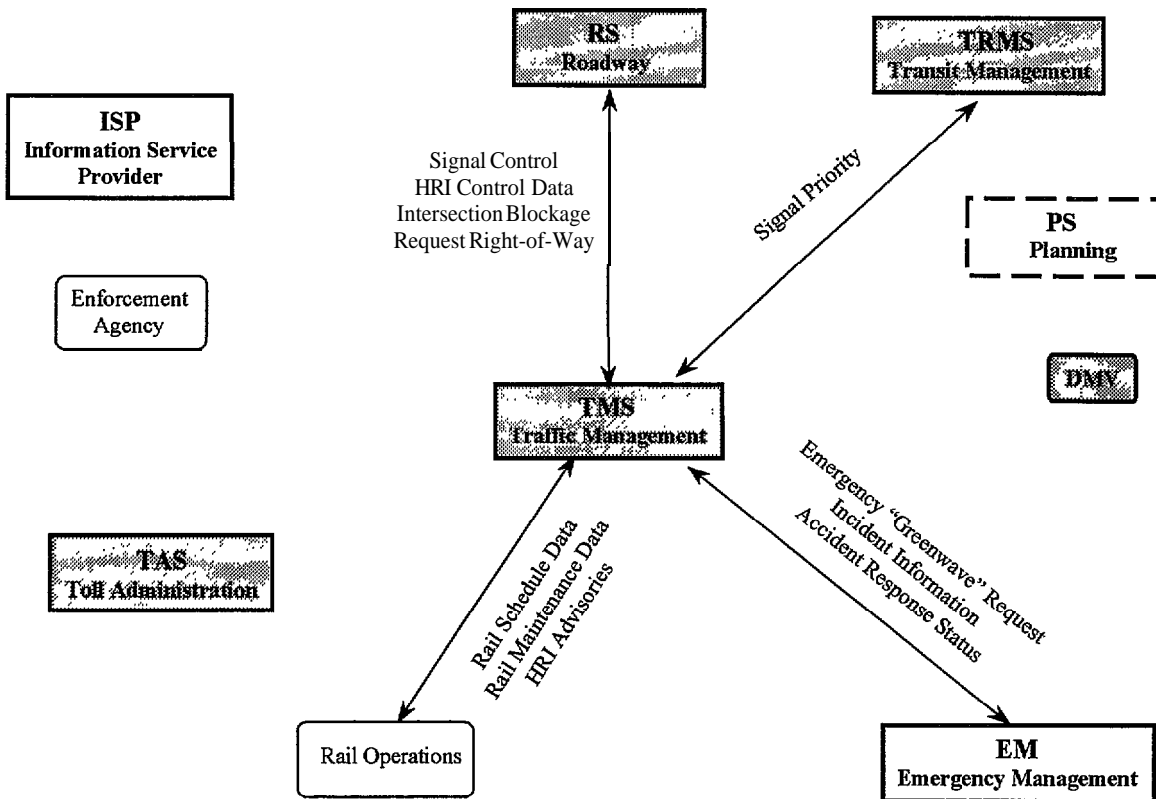 RS
Roadway
TRMS
Transit Management
ISP
Information Service
Provider
Signal Control
HRI Control Data
Intersection Blockage
Request Right-of-Way
Signal Priority
PS
Planning
Enforcement
Agency
DMV
TMS
Traffic Management
Emergency “Greenwave” Request
Incident Information
Accident Response Status
TAS
Toll Administration
Rail Schedule Data
Rail Maintenance Data
HRI Advisories
Rail Operations
EM
Emergency Management